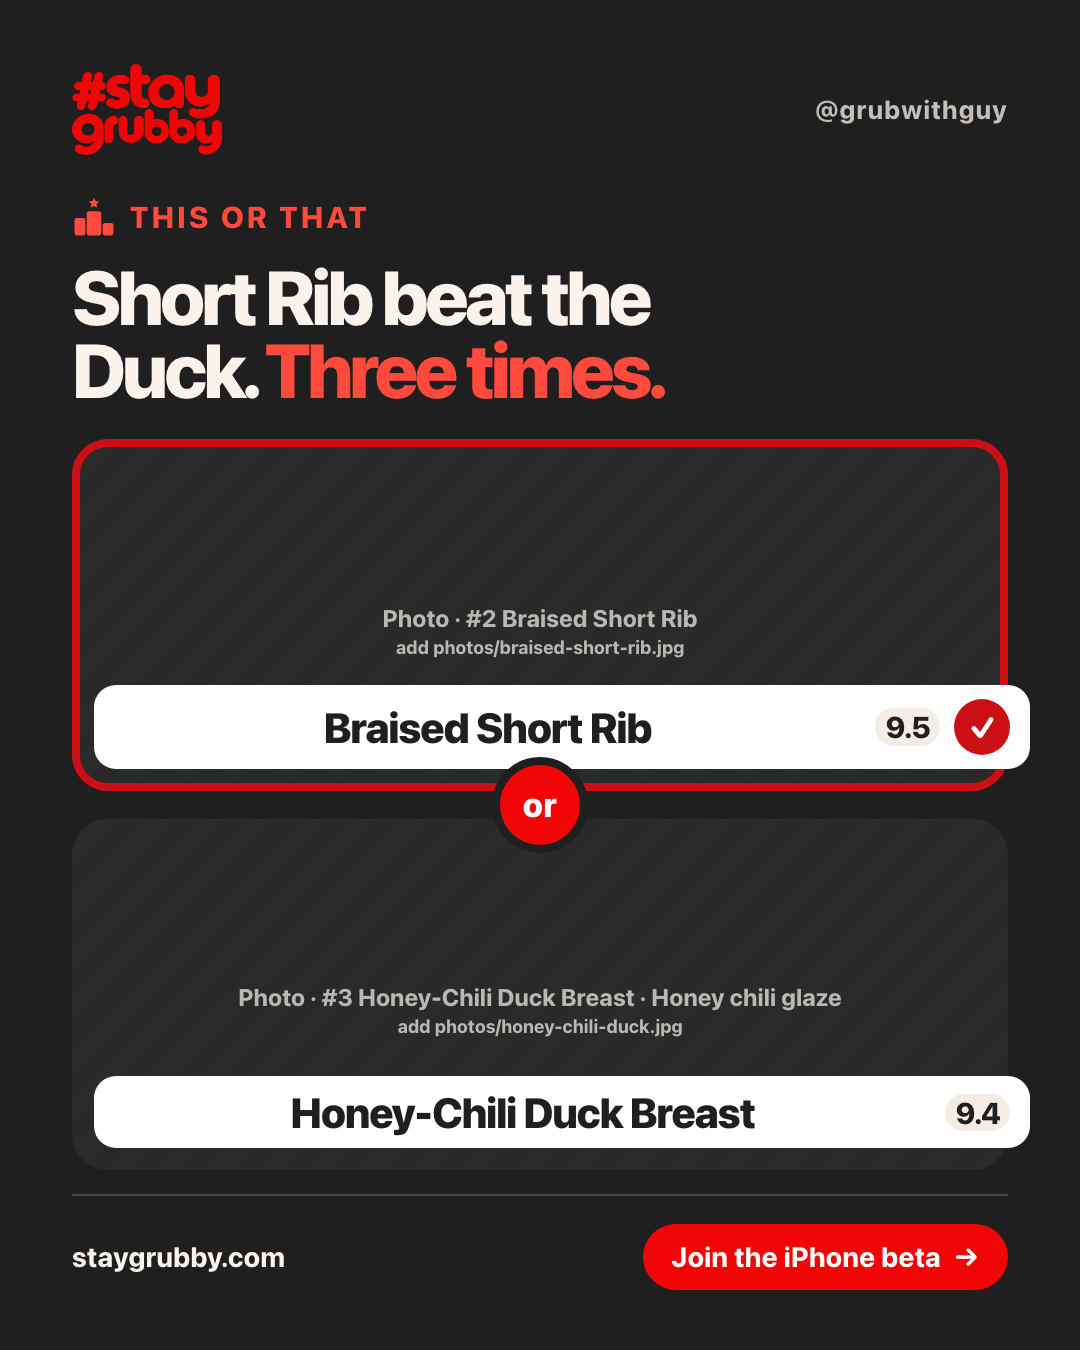 #stay
grubby
@grubwithguy
THIS OR THAT
Short Rib beat the
Duck. Three times.
Photo · #2 Braised Short Rib
add photos/braised-short-rib.jpg
Braised Short Rib 9.5
or
Photo · #3 Honey-Chili Duck Breast · Honey chili glaze
add photos/honey-chili-duck.jpg
Honey-Chili Duck Breast 9.4
staygrubby.com
Join the iPhone beta →